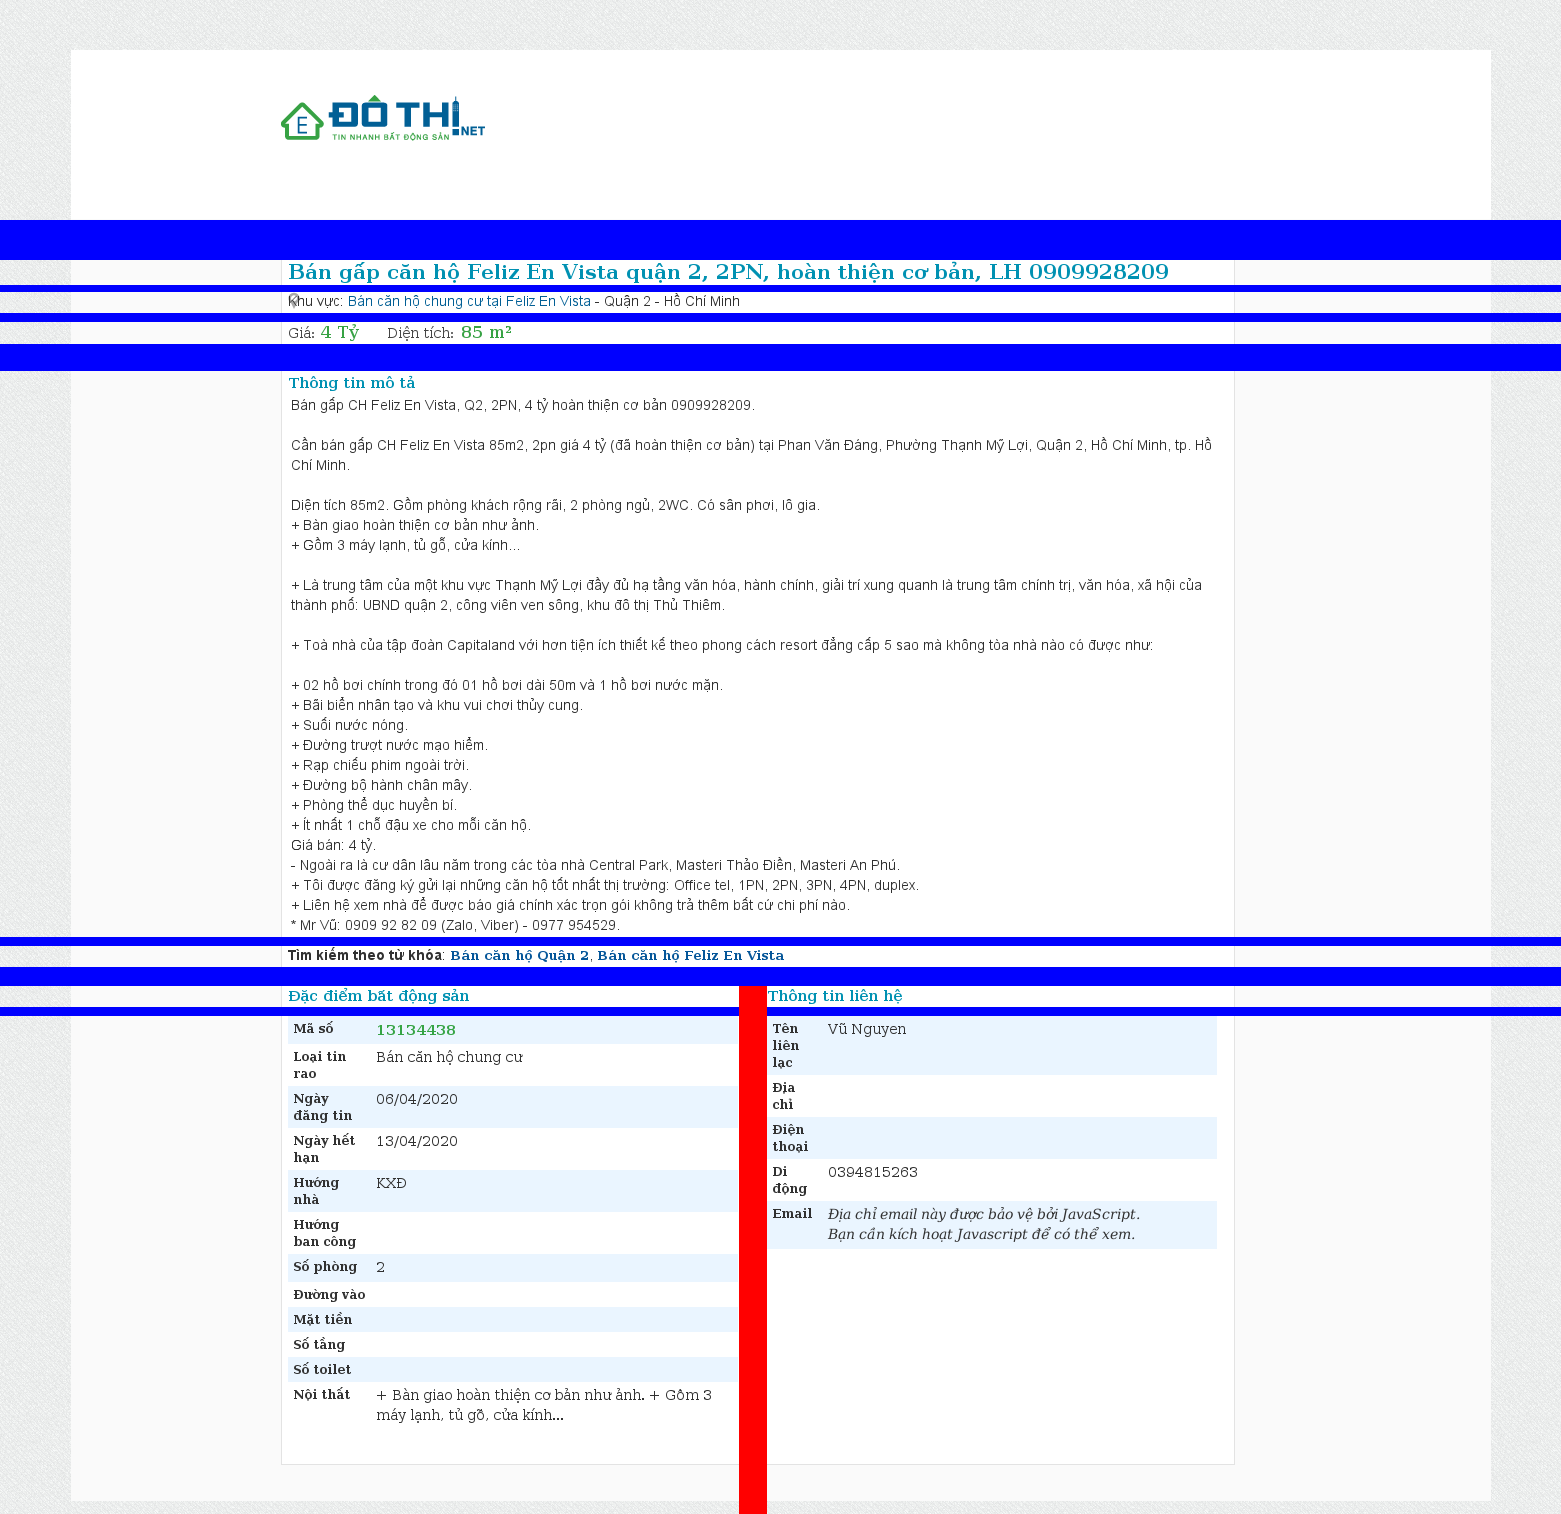 E ĐÔ THỊ.NET
TIN NHANH BẤT ĐỘNG SẢN
Bán gấp căn hộ Feliz En Vista quận 2, 2PN, hoàn thiện cơ bản, LH 0909928209
Khu vực: Bán căn hộ chung cư tại Feliz En Vista - Quận 2 - Hồ Chí Minh
Giá: 4 Tỷ Diện tích: 85 m²
Thông tin mô tả
Bán gấp CH Feliz En Vista, Q2, 2PN, 4 tỷ hoàn thiện cơ bản 0909928209.
Cần bán gấp CH Feliz En Vista 85m2, 2pn giá 4 tỷ (đã hoàn thiện cơ bản) tại Phan Văn Đáng, Phường Thạnh Mỹ Lợi, Quận 2, Hồ Chí Minh, tp. Hồ
Chí Minh.
Diện tích 85m2. Gồm phòng khách rộng rãi, 2 phòng ngủ, 2WC. Có sân phơi, lô gia.
+ Bàn giao hoàn thiện cơ bản như ảnh.
+ Gồm 3 máy lạnh, tủ gỗ, cửa kính...
+ Là trung tâm của một khu vực Thạnh Mỹ Lợi đầy đủ hạ tầng văn hóa, hành chính, giải trí xung quanh là trung tâm chính trị, văn hóa, xã hội của
thành phố: UBND quận 2, công viên ven sông, khu đô thị Thủ Thiêm.
+ Toà nhà của tập đoàn Capitaland với hơn tiện ích thiết kế theo phong cách resort đẳng cấp 5 sao mà không tòa nhà nào có được như:
+ 02 hồ bơi chính trong đó 01 hồ bơi dài 50m và 1 hồ bơi nước mặn.
+ Bãi biển nhân tạo và khu vui chơi thủy cung.
+ Suối nước nóng.
+ Đường trượt nước mạo hiểm.
+ Rạp chiếu phim ngoài trời.
+ Đường bộ hành chân mây.
+ Phòng thể dục huyền bí.
+ Ít nhất 1 chỗ đậu xe cho mỗi căn hộ.
Giá bán: 4 tỷ.
- Ngoài ra là cư dân lâu năm trong các tòa nhà Central Park, Masteri Thảo Điền, Masteri An Phú.
+ Tôi được đăng ký gửi lại những căn hộ tốt nhất thị trường: Office tel, 1PN, 2PN, 3PN, 4PN, duplex.
+ Liên hệ xem nhà để được báo giá chính xác trọn gói không trả thêm bất cứ chi phí nào.
* Mr Vũ: 0909 92 82 09 (Zalo, Viber) - 0977 954529.
Tìm kiếm theo từ khóa: Bán căn hộ Quận 2, Bán căn hộ Feliz En Vista
Đặc điểm bất động sản
Mã số 13134438
Loại tin
rao
Bán căn hộ chung cư
Ngày
đăng tin
06/04/2020
Ngày hết
hạn
13/04/2020
Hướng
nhà
KXĐ
Hướng
ban công
Số phòng 2
Đường vào
Mặt tiền
Số tầng
Số toilet
Nội thất + Bàn giao hoàn thiện cơ bản như ảnh. + Gồm 3
máy lạnh, tủ gỗ, cửa kính...
Thông tin liên hệ
Tên
liên
lạc
Vũ Nguyen
Địa
chỉ
Điện
thoại
Di
động
0394815263
Email Địa chỉ email này được bảo vệ bởi JavaScript.
Bạn cần kích hoạt Javascript để có thể xem.